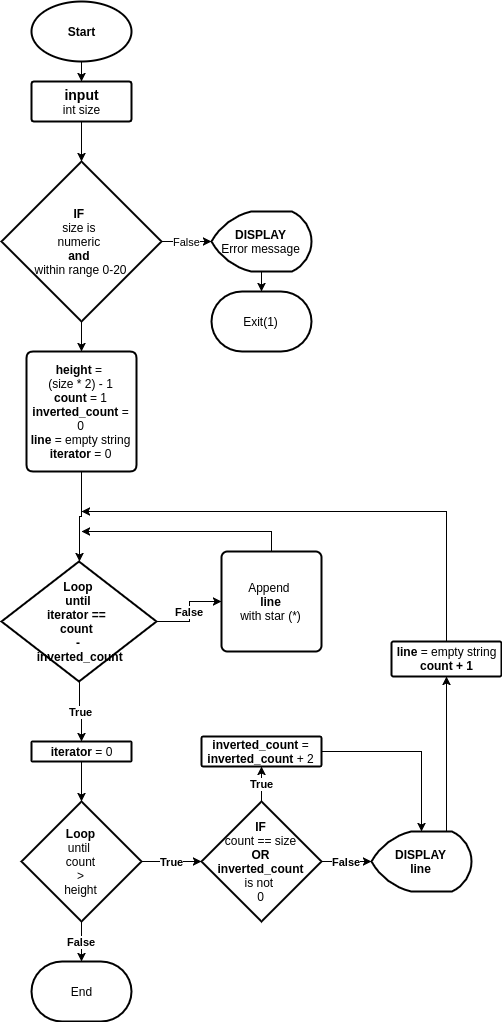 Start
input
int size
IF
size is
numeric
and
within range 0-20
False
DISPLAY
Error message
Exit(1)
height =
(size * 2) - 1
count = 1
inverted_count =
0
line = empty string
iterator = 0
Loop
until
iterator ==
count
-
inverted_count
False
Append
line
with star (*)
line = empty string
count + 1
True
iterator = 0
inverted_count =
inverted_count + 2
True
Loop
until
count
>
height
True
IF
count == size
OR
inverted_count
is not
0
False
DISPLAY
line
False
End